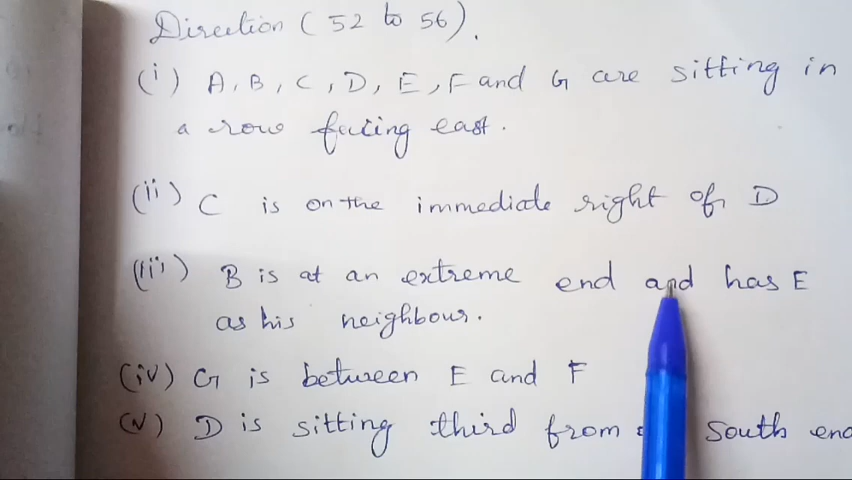 Direction ( 52 to 56 ).
(i) A, B, C, D, E, F and G are sitting in
a row facing east.
(ii) C is on the immediate right of D
(iii) B is at an extreme end and has E
as his neighbour.
(iv) G is between E and F
(v) D is sitting third from South end